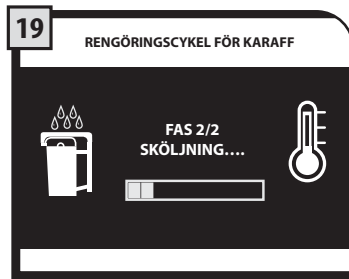 19
RENGÖRINGSCYKEL FÖR KARAFF
FAS 2/2
SKÖLJNING....